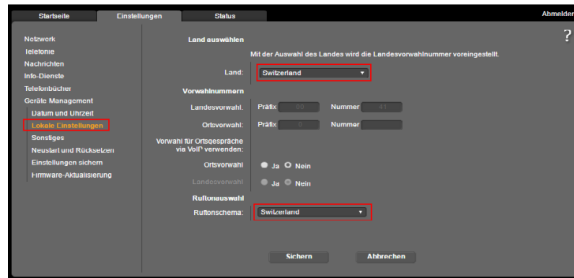 Startseite Einstellungen Status Abmelden
?
Netzwerk
Telefonie
Nachrichten
Info-Dienste
Telefonbücher
Geräte Management
Datum und Uhrzeit
Lokale Einstellungen
Sonstiges
Neustart und Rücksetzen
Einstellungen sichern
Firmware-Aktualisierung
Land auswählen
Mit der Auswahl des Landes wird die Landesvorwahlnummer voreingestellt.
Land: Switzerland
Vorwahlnummern
Landesvorwahl: Präfix 00 Nummer 41
Ortsvorwahl: Präfix 0 Nummer
Vorwahl für Ortsgespräche
via VoIP verwenden:
Ortsvorwahl Ja Nein
Landesvorwahl Ja Nein
Ruftonauswahl
Ruftonschema: Switzerland
Sichern Abbrechen